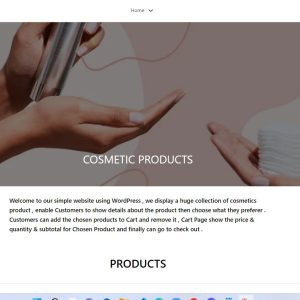 Home
COSMETIC PRODUCTS
Welcome to our simple website using WordPress , we display a huge collection of cosmetics
product , enable Customers to show details about the product then choose what they preferer .
Customers can add the chosen products to Cart and remove it , Cart Page show the price &
quantity & subtotal for Chosen Product and finally can go to check out .
PRODUCTS